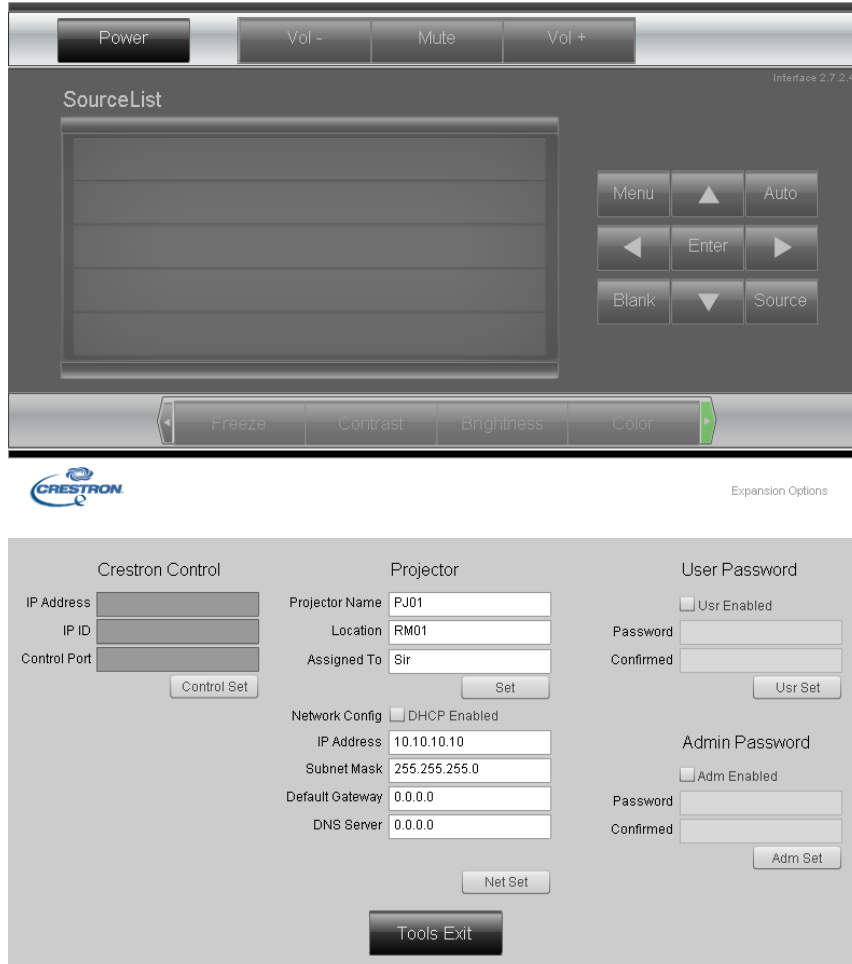 Power Vol - Mute Vol +
Interface 2.7.2.4
SourceList
Menu Auto
Enter
Blank Source
Freeze Contrast Brightness Color
CRESTRON
Expansion Options
Crestron Control
IP Address
IP ID
Control Port
Control Set
Projector
Projector Name PJ01
Location RM01
Assigned To Sir
Set
Network Config DHCP Enabled
IP Address 10.10.10.10
Subnet Mask 255.255.255.0
Default Gateway 0.0.0.0
DNS Server 0.0.0.0
Net Set
User Password
Usr Enabled
Password
Confirmed
Usr Set
Admin Password
Adm Enabled
Password
Confirmed
Adm Set
Tools Exit